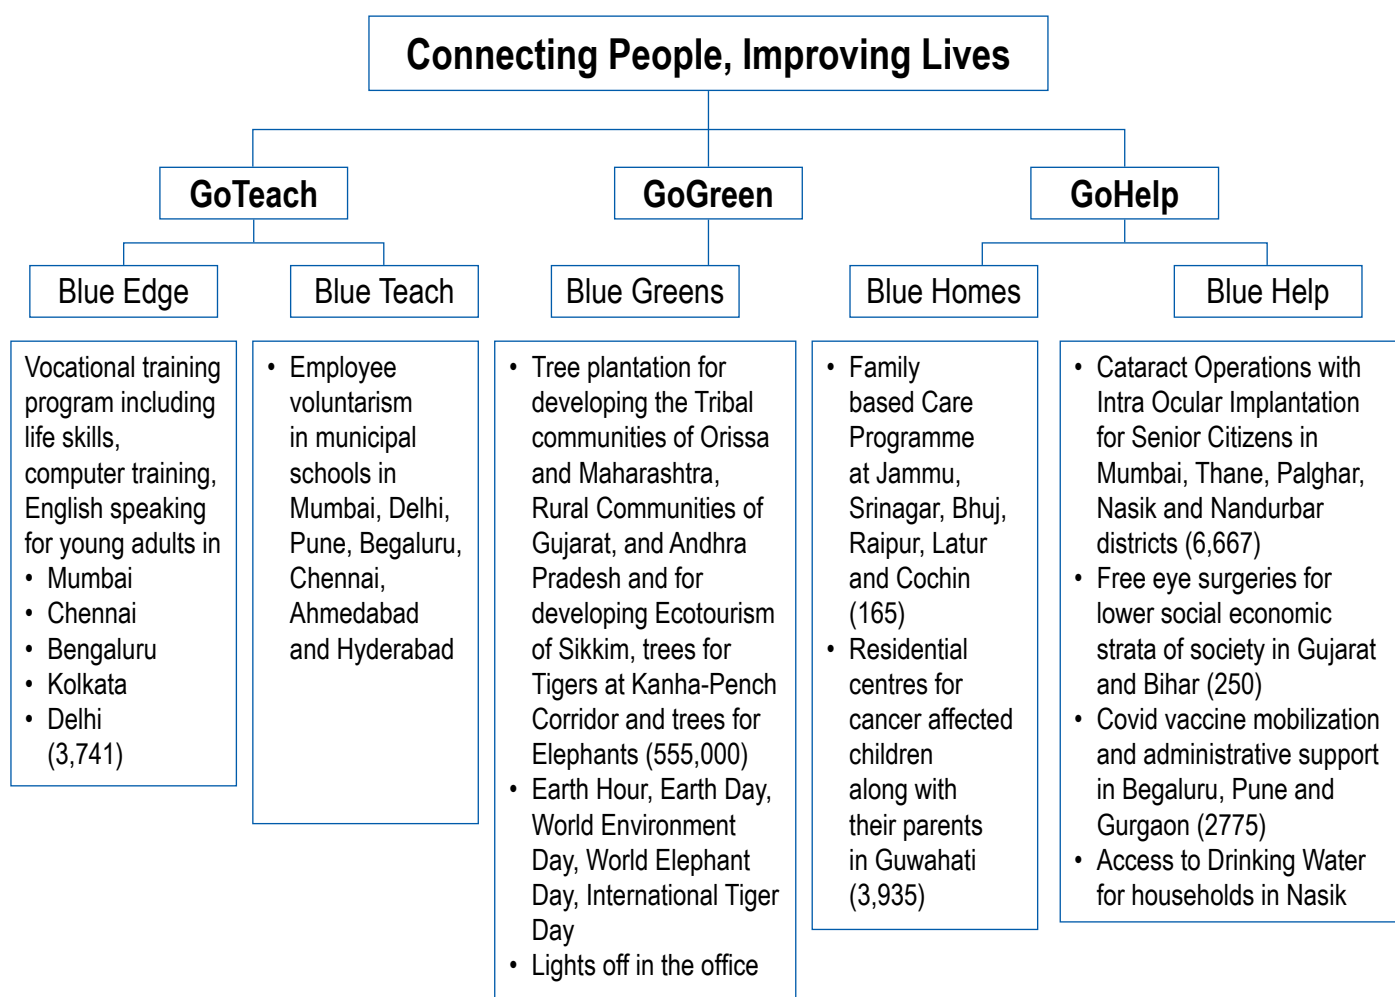 Connecting People, Improving Lives
GoTeach
GoGreen
GoHelp
Blue Edge
Blue Teach
Blue Greens
Blue Homes
Blue Help
Vocational training
program including
life skills,
computer training,
English speaking
for young adults in
• Mumbai
• Chennai
• Bengaluru
• Kolkata
• Delhi
(3,741)
• Employee
voluntarism
in municipal
schools in
Mumbai, Delhi,
Pune, Begaluru,
Chennai,
Ahmedabad
and Hyderabad
• Tree plantation for
developing the Tribal
communities of Orissa
and Maharashtra,
Rural Communities of
Gujarat, and Andhra
Pradesh and for
developing Ecotourism
of Sikkim, trees for
Tigers at Kanha-Pench
Corridor and trees for
Elephants (555,000)
• Earth Hour, Earth Day,
World Environment
Day, World Elephant
Day, International Tiger
Day
• Lights off in the office
• Family
based Care
Programme
at Jammu,
Srinagar, Bhuj,
Raipur, Latur
and Cochin
(165)
• Residential
centres for
cancer affected
children
along with
their parents
in Guwahati
(3,935)
• Cataract Operations with
Intra Ocular Implantation
for Senior Citizens in
Mumbai, Thane, Palghar,
Nasik and Nandurbar
districts (6,667)
• Free eye surgeries for
lower social economic
strata of society in Gujarat
and Bihar (250)
• Covid vaccine mobilization
and administrative support
in Begaluru, Pune and
Gurgaon (2775)
• Access to Drinking Water
for households in Nasik